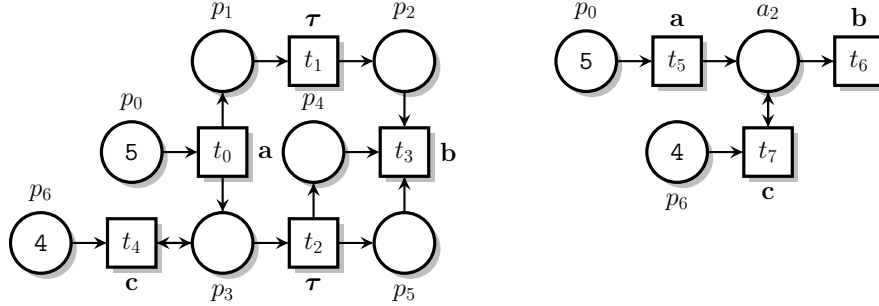 p₁ τ p₂ p₀ a b
t₁ t₅ a₂ t₆
p₀ p₄
5 t₀ a t₃ b 4 t₇
p₆ p₆ c
4 t₄ t₂
c p₃ τ p₅
5